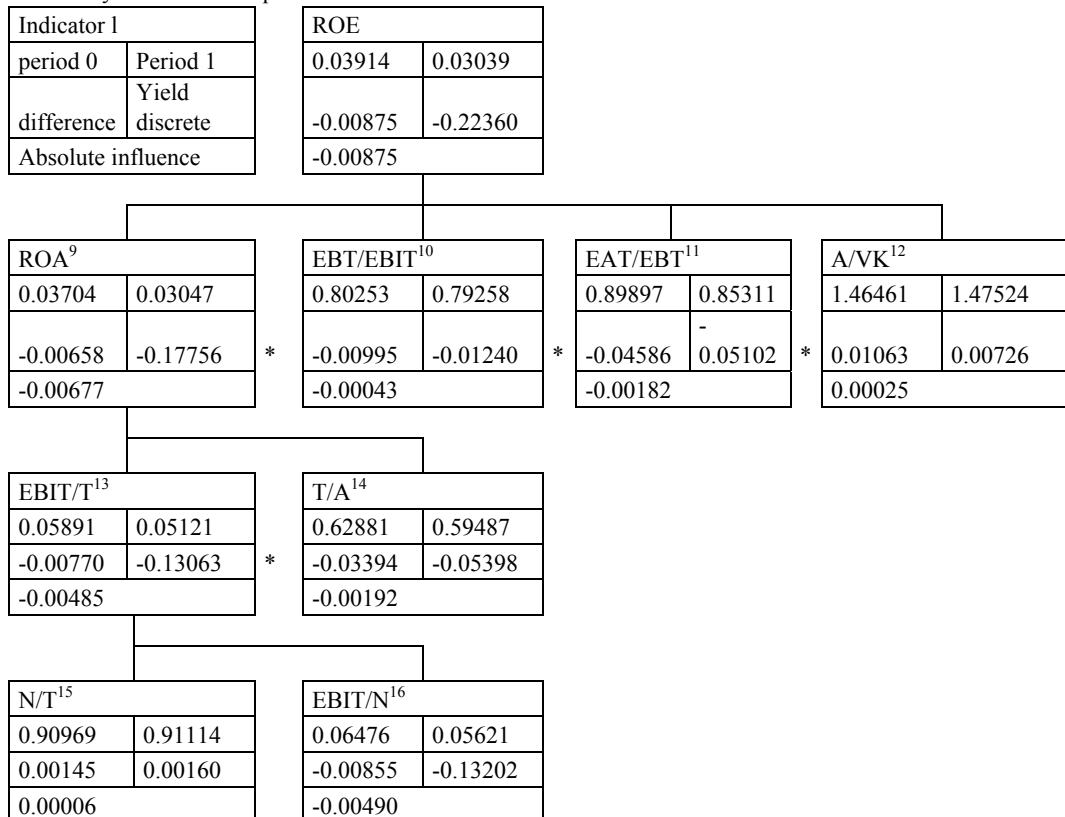 Indicator l
period 0 Period 1
difference Yield discrete
Absolute influence
ROE
0.03914 0.03039
-0.00875 -0.22360
-0.00875
ROA⁹
0.03704 0.03047
-0.00658 -0.17756
-0.00677
*
EBT/EBIT¹⁰
0.80253 0.79258
-0.00995 -0.01240
-0.00043
*
EAT/EBT¹¹
0.89897 0.85311
-0.04586 -0.05102
-0.00182
*
A/VK¹²
1.46461 1.47524
0.01063 0.00726
0.00025
EBIT/T¹³
0.05891 0.05121
-0.00770 -0.13063
-0.00485
*
T/A¹⁴
0.62881 0.59487
-0.03394 -0.05398
-0.00192
N/T¹⁵
0.90969 0.91114
0.00145 0.00160
0.00006
EBIT/N¹⁶
0.06476 0.05621
-0.00855 -0.13202
-0.00490